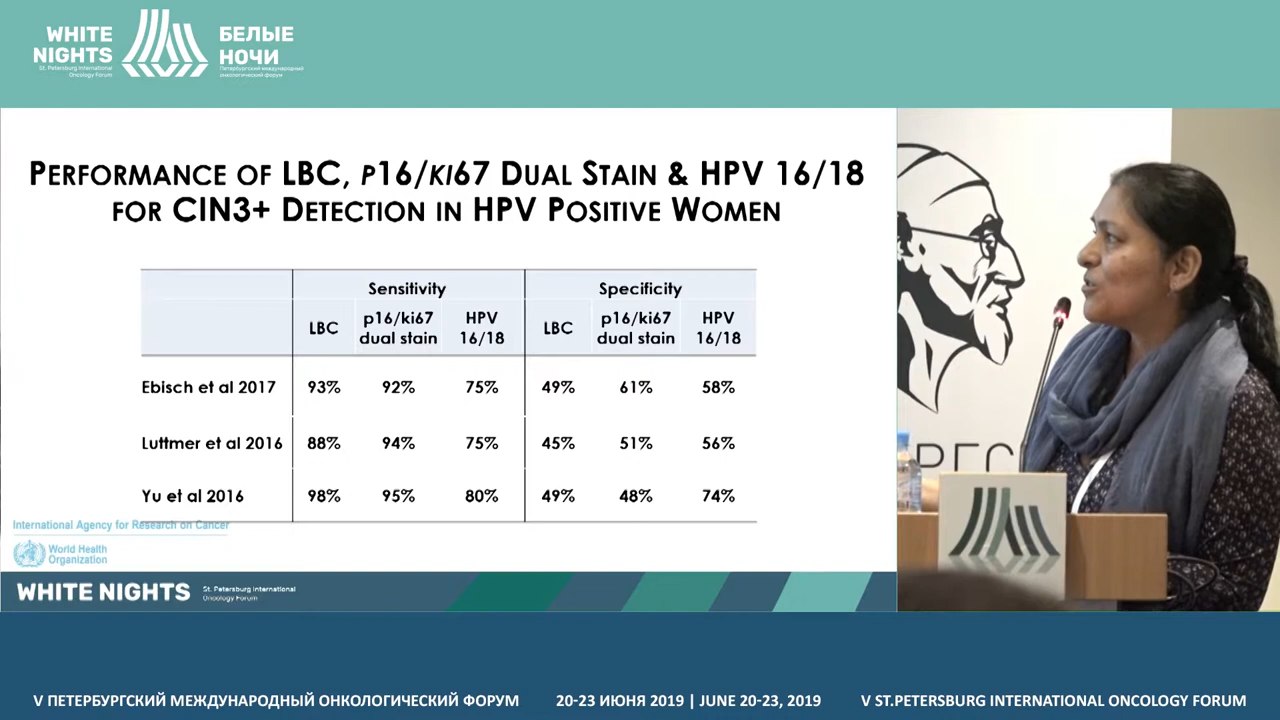 WHITE
NIGHTS
St. Petersburg International
Oncology Forum
БЕЛЫЕ
НОЧИ
Петербургский международный
онкологический форум
PERFORMANCE OF LBC, P16/KI67 DUAL STAIN & HPV 16/18
FOR CIN3+ DETECTION IN HPV POSITIVE WOMEN
Sensitivity Specificity
LBC p16/ki67 dual stain HPV 16/18 LBC p16/ki67 dual stain HPV 16/18
Ebisch et al 2017 93% 92% 75% 49% 61% 58%
Luttmer et al 2016 88% 94% 75% 45% 51% 56%
Yu et al 2016 98% 95% 80% 49% 48% 74%
International Agency for Research on Cancer
World Health
Organization
WHITE NIGHTS
St. Petersburg International
Oncology Forum
V ПЕТЕРБУРГСКИЙ МЕЖДУНАРОДНЫЙ ОНКОЛОГИЧЕСКИЙ ФОРУМ 20-23 ИЮНЯ 2019 | JUNE 20-23, 2019 V ST.PETERSBURG INTERNATIONAL ONCOLOGY FORUM